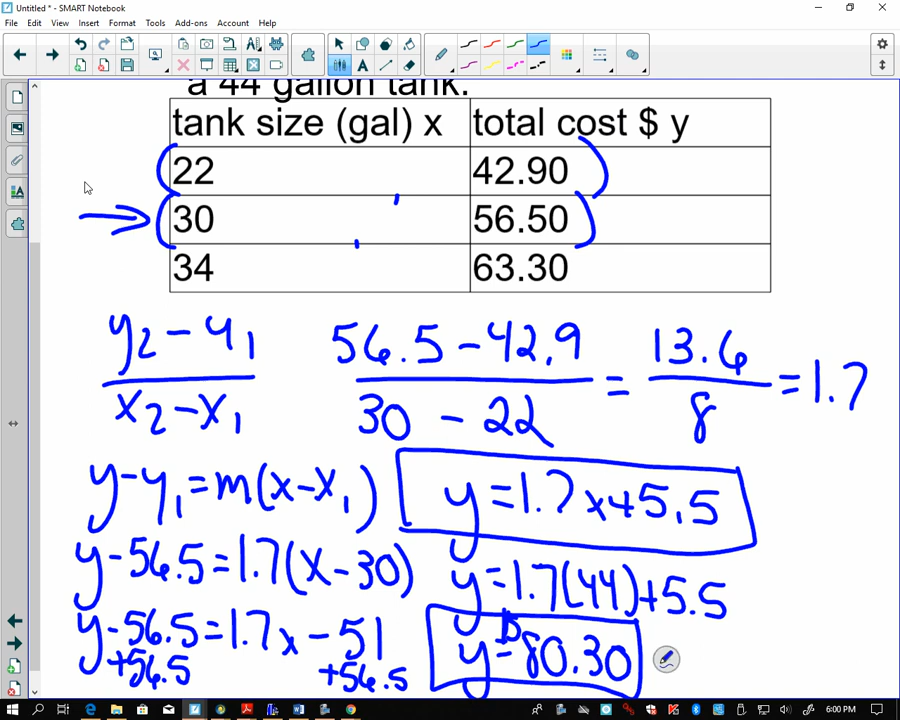 Untitled * - SMART Notebook
File Edit View Insert Format Tools Add-ons Account Help
a 44 gallon tank.
tank size (gal) x total cost $ y
22 42.90
30 56.50
34 63.30
y2 - y1 / x2 - x1 56.5 - 42.9 / 30 - 22 = 13.6 / 8 = 1.7
y - y1 = m(x - x1) y = 1.7x + 5.5
y - 56.5 = 1.7(x - 30) y = 1.7(44) + 5.5
y - 56.5 = 1.7x - 51 y = 80.30
+56.5 +56.5
6:00 PM